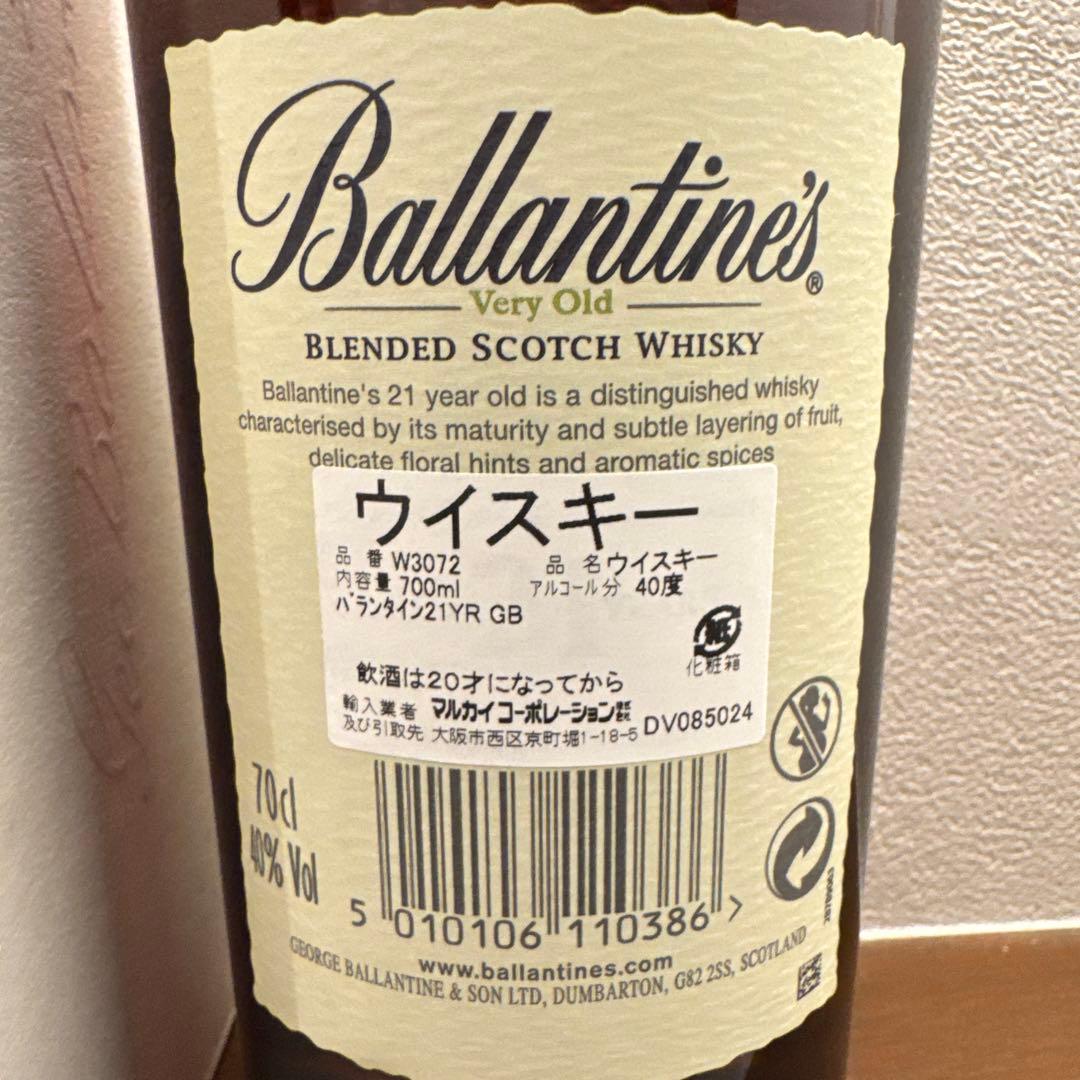 Ballantine's®
Very Old
BLENDED SCOTCH WHISKY
Ballantine's 21 year old is a distinguished whisky
characterised by its maturity and subtle layering of fruit,
delicate floral hints and aromatic spices
ウイスキー
品番 W3072 品名 ウイスキー
内容量 700ml アルコール分 40度
バランタイン21YR GB
化粧箱
飲酒は20才になってから
輸入業者 マルカイコーポレーション株式会社
及び引取先 大阪市西区京町堀1-18-5 DV085024
70cl
40% Vol
5 010106 110386 >
www.ballantines.com
GEORGE BALLANTINE & SON LTD, DUMBARTON, G82 2SS, SCOTLAND